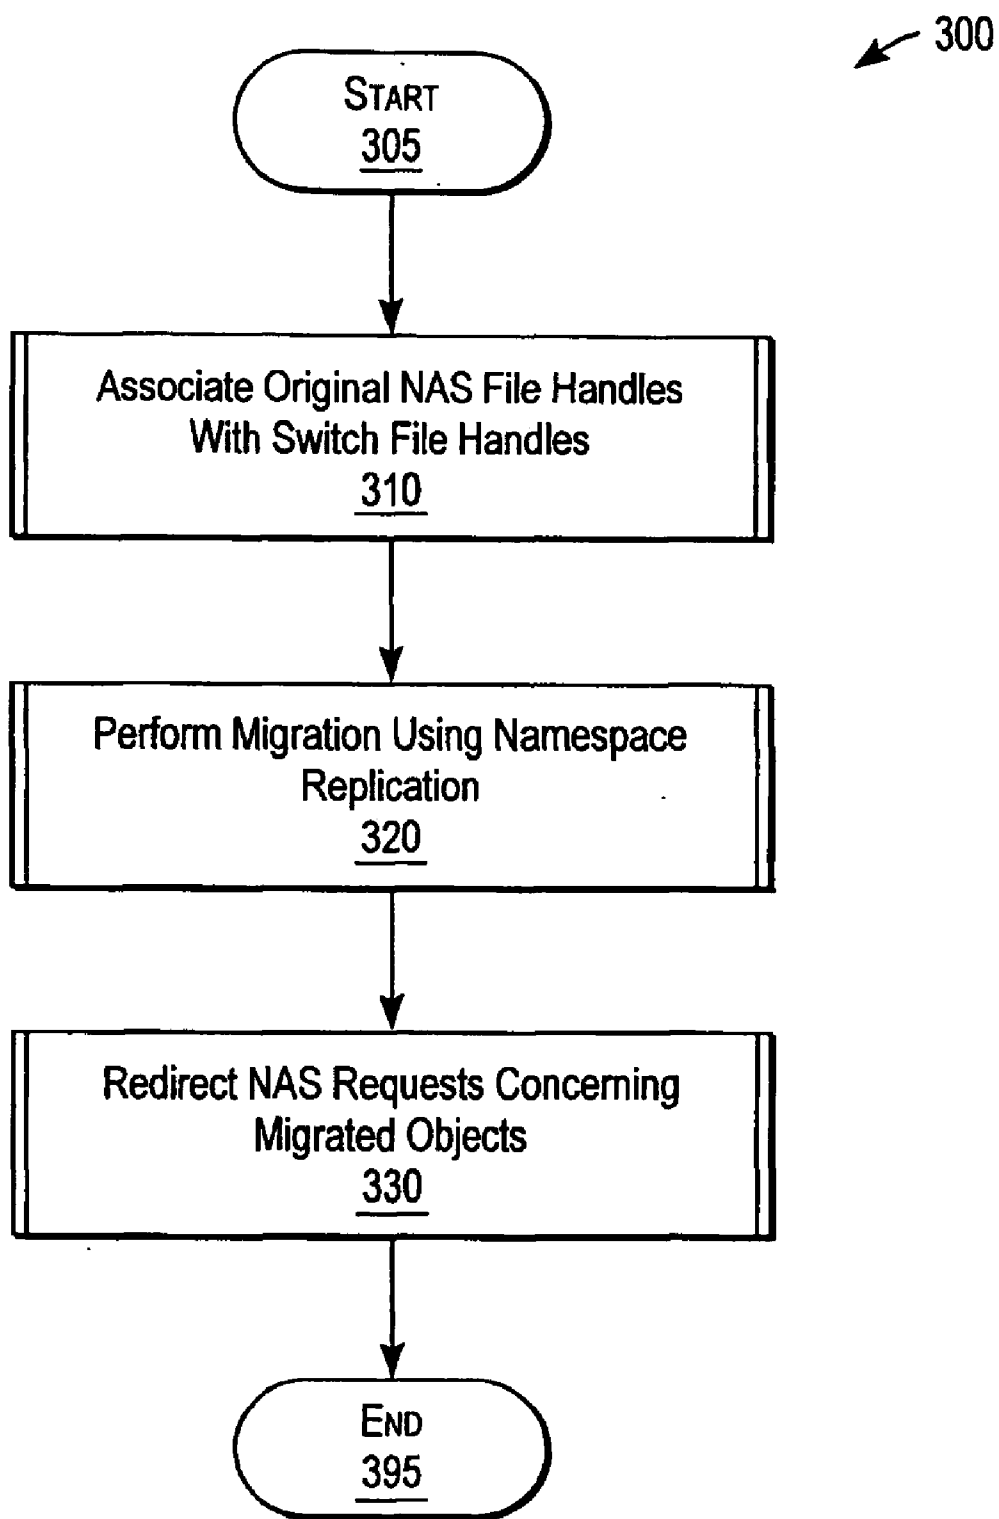 300
START
305
Associate Original NAS File Handles
With Switch File Handles
310
Perform Migration Using Namespace
Replication
320
Redirect NAS Requests Concerning
Migrated Objects
330
END
395